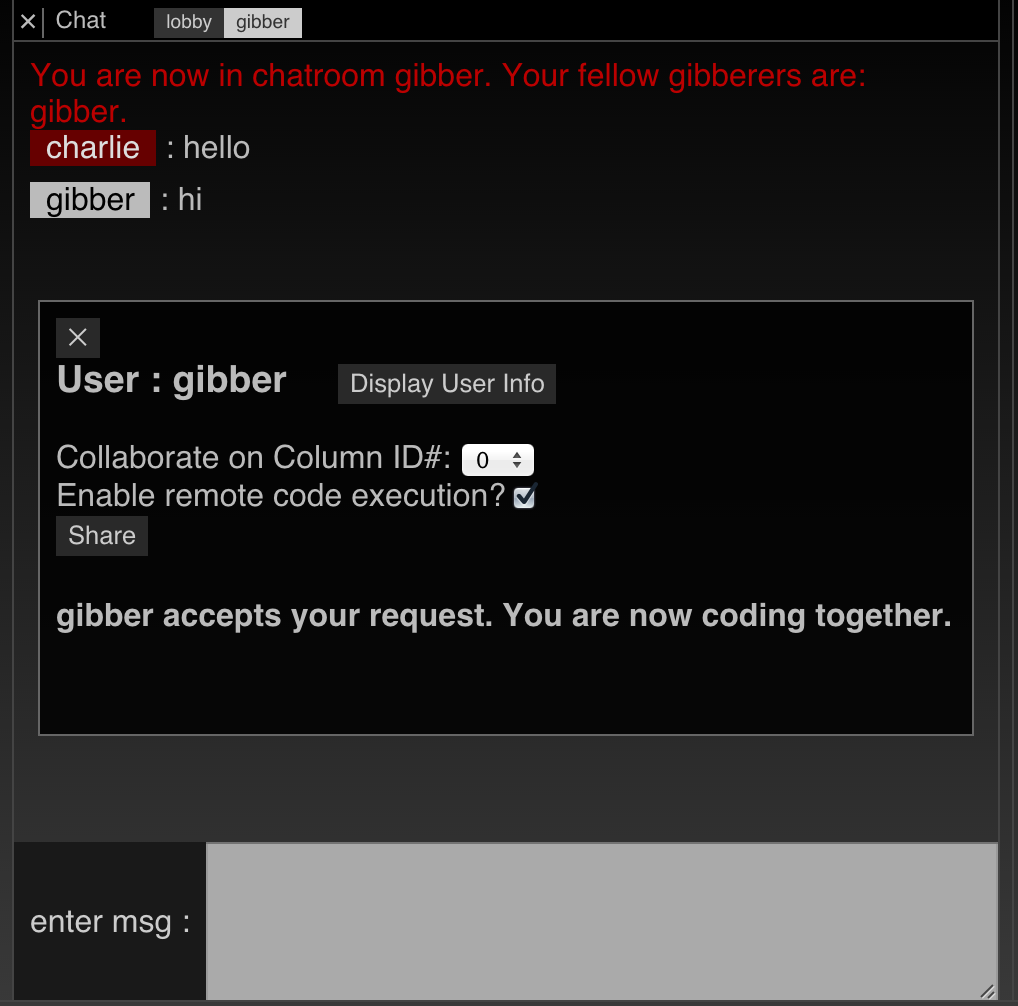 × Chat lobby gibber
You are now in chatroom gibber. Your fellow gibberers are:
gibber.
charlie : hello
gibber : hi
×
User : gibber Display User Info
Collaborate on Column ID#: 0
Enable remote code execution?
Share
gibber accepts your request. You are now coding together.
enter msg :